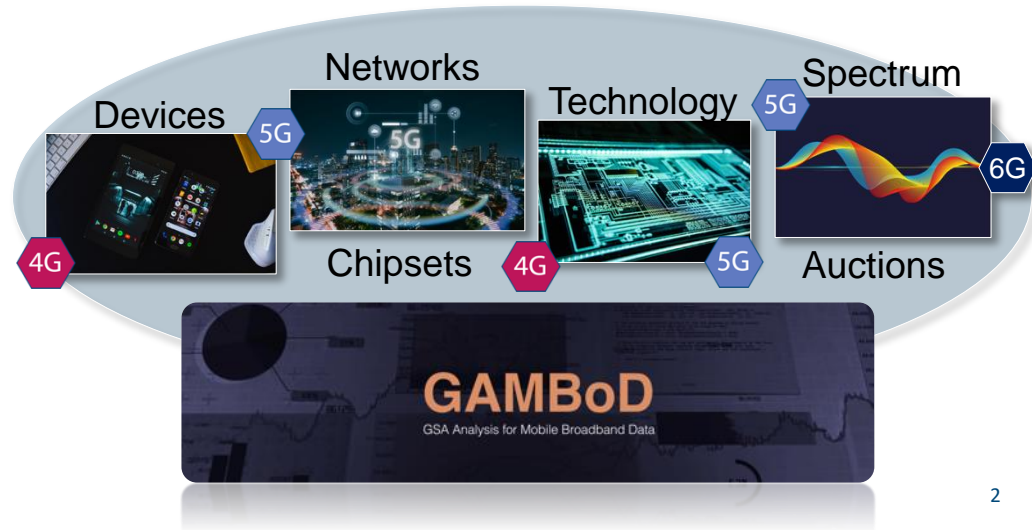 Devices
Networks
Technology
Spectrum
5G
5G
5G
6G
4G
Chipsets
4G
5G
Auctions
GAMBoD
GSA Analysis for Mobile Broadband Data
2